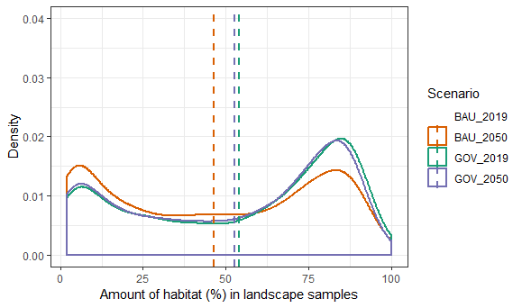 0.04
0.03
0.02
0.01
0.00
Density
0
25
50
75
100
Amount of habitat (%) in landscape samples
Scenario
BAU_2019
BAU_2050
GOV_2019
GOV_2050